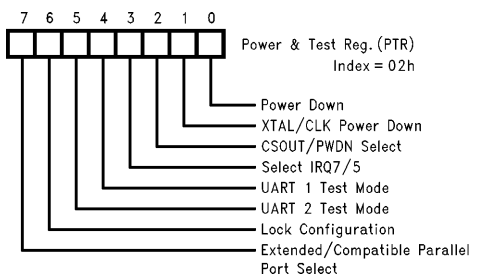 7 6 5 4 3 2 1 0
Power & Test Reg. (PTR)
Index = 02h
Power Down
XTAL/CLK Power Down
CSOUT/PWDN Select
Select IRQ7/5
UART 1 Test Mode
UART 2 Test Mode
Lock Configuration
Extended/Compatible Parallel
Port Select